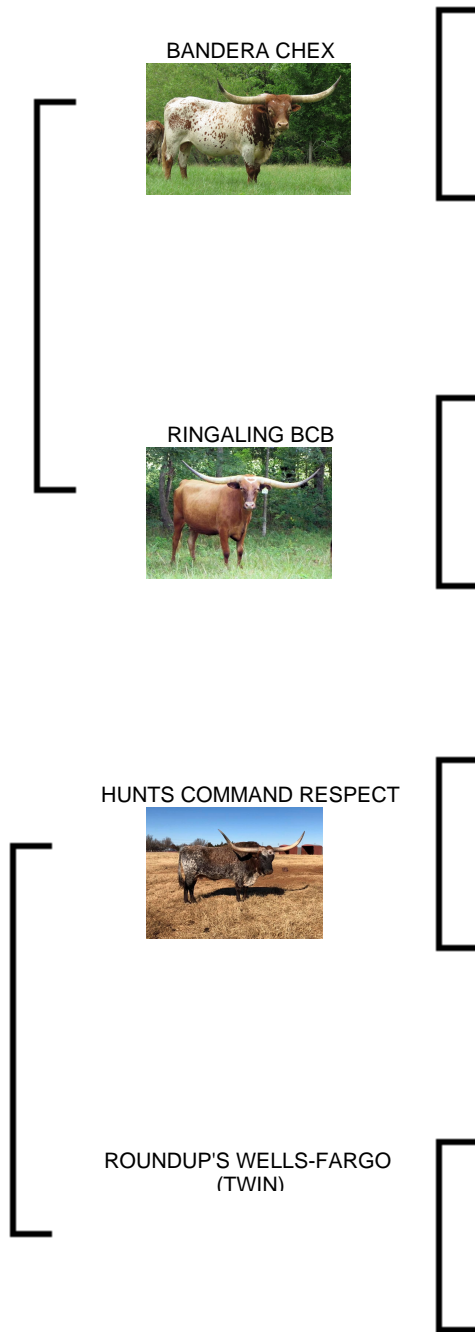 BANDERA CHEX
RINGALING BCB
HUNTS COMMAND RESPECT
ROUNDUP'S WELLS-FARGO
(TWIN)